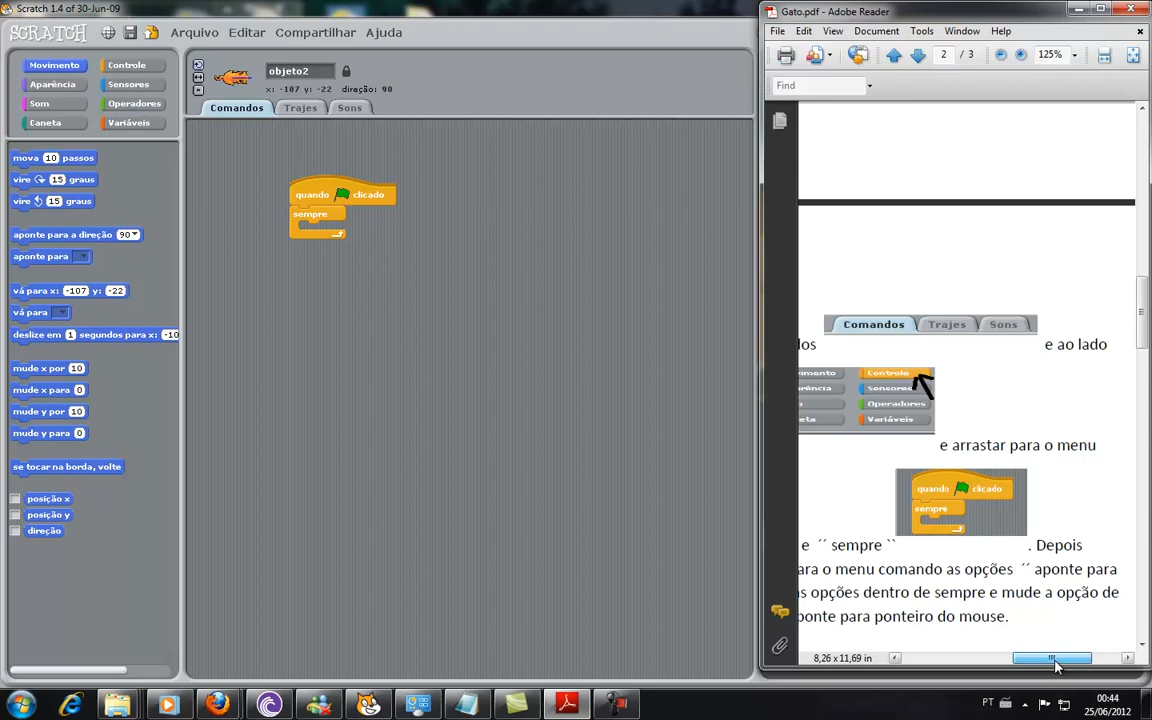 Scratch 1.4 of 30-Jun-09
SCRATCH
Arquivo Editar Compartilhar Ajuda
Movimento Controle
Aparência Sensores
Som Operadores
Caneta Variáveis
mova 10 passos
vire 15 graus
vire 15 graus
aponte para a direção 90
aponte para
vá para x: -107 y: -22
vá para
deslize em 1 segundos para x: -10
mude x por 10
mude x para 0
mude y por 10
mude y para 0
se tocar na borda, volte
posição x
posição y
direção
objeto2
x: -107 y: -22 direção: 90
Comandos Trajes Sons
quando clicado
sempre
Gato.pdf - Adobe Reader
File Edit View Document Tools Window Help
2 / 3 125%
Find
Comandos Trajes Sons
los e ao lado
vimento Controle
arência Sensores
m Operadores
neta Variáveis
e arrastar para o menu
quando clicado
sempre
e ´´ sempre `` . Depois
ara o menu comando as opções ´´ aponte para
as opções dentro de sempre e mude a opção de
ponte para ponteiro do mouse.
8,26 x 11,69 in
PT
00:44
25/06/2012